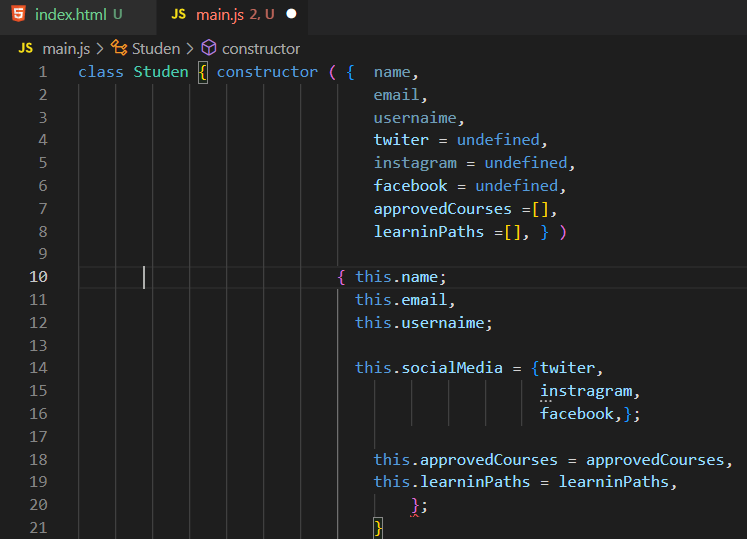 index.html U JS main.js 2, U
JS main.js > Studen > constructor
1 class Studen { constructor ( { name,
2 email,
3 usernaime,
4 twiter = undefined,
5 instagram = undefined,
6 facebook = undefined,
7 approvedCourses =[],
8 learninPaths =[], } )
9
10 { this.name;
11 this.email,
12 this.usernaime;
13
14 this.socialMedia = {twiter,
15 instragram,
16 facebook,};
17
18 this.approvedCourses = approvedCourses,
19 this.learninPaths = learninPaths,
20 };
21 }